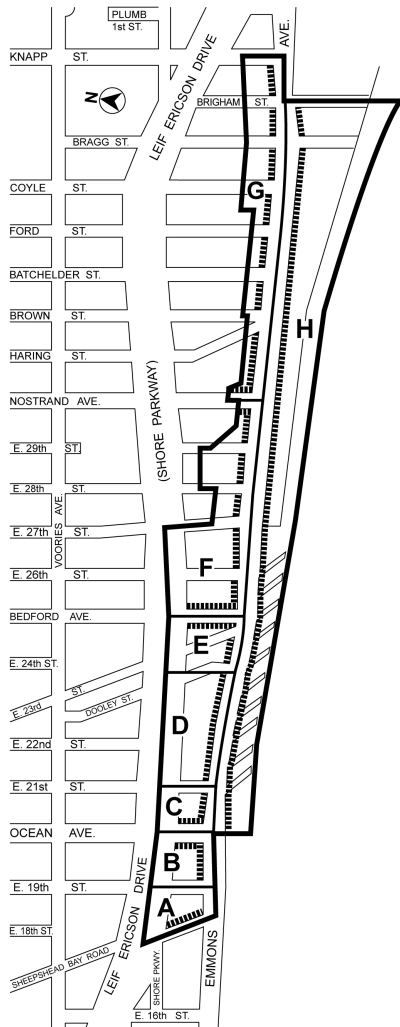 PLUMB
1st ST.
KNAPP ST.
AVE.
N
LEIF ERICSON DRIVE
BRIGHAM ST.
BRAGG ST.
COYLE ST.
G
FORD ST.
BATCHELDER ST.
BROWN ST.
H
HARING ST.
(SHORE PARKWAY)
NOSTRAND AVE.
E. 29th ST.
E. 28th ST.
VOORIES AVE.
E. 27th ST.
F
E. 26th ST.
BEDFORD AVE.
E
E. 24th ST.
E. 23rd ST.
DOOLEY ST.
D
E. 22nd ST.
E. 21st ST.
C
OCEAN AVE.
B
E. 19th ST.
A
E. 18th ST.
LEIF ERICSON DRIVE
SHEEPSHEAD BAY ROAD
SHORE PKWY.
EMMONS
E. 16th ST.